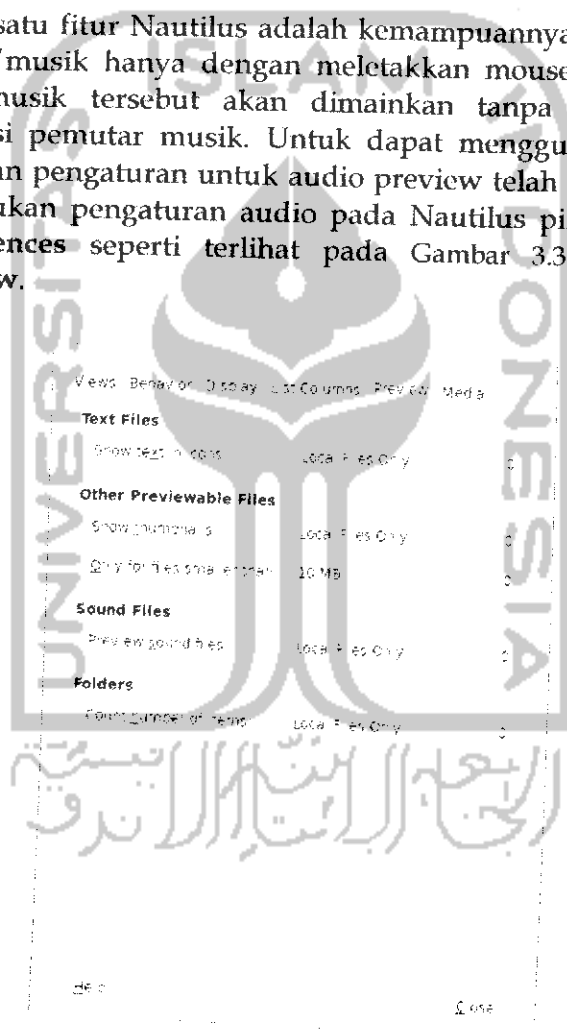 satu fitur Nautilus adalah kemampuannya
/musik hanya dengan meletakkan mouse
musik tersebut akan dimainkan tanpa
si pemutar musik. Untuk dapat menggu
an pengaturan untuk audio preview telah
ukan pengaturan audio pada Nautilus pi
ences seperti terlihat pada Gambar 3.3
w.
ISLAM
UNIVERSITAS
INDONESIA
Views Behavior Display List Columns Preview Media
Text Files
Show text in icons Local Files Only
Other Previewable Files
Show thumbnails Local Files Only
Only for files smaller than 10 MB
Sound Files
Preview sound files Local Files Only
Folders
Count number of items Local Files Only
Help
Close